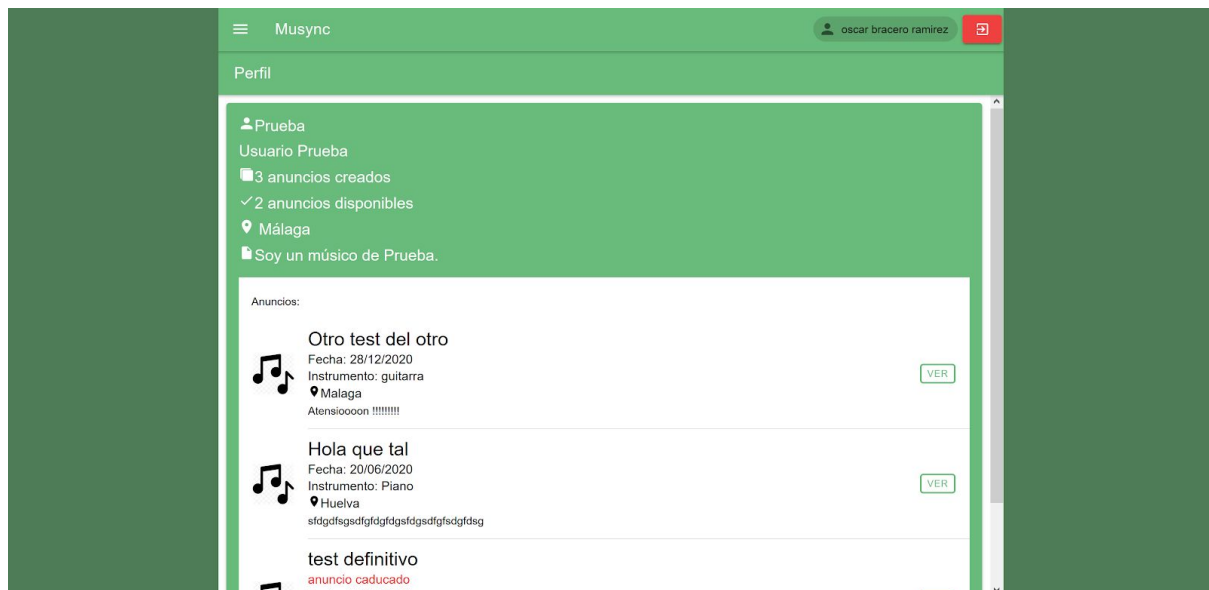 Musync
oscar bracero ramirez
Perfil
Prueba
Usuario Prueba
3 anuncios creados
2 anuncios disponibles
Málaga
Soy un músico de Prueba.
Anuncios:
Otro test del otro
Fecha: 28/12/2020
Instrumento: guitarra
Malaga
Atensioooon !!!!!!!!!
VER
Hola que tal
Fecha: 20/06/2020
Instrumento: Piano
Huelva
sfdgdfsgsdfgfdgfdgsfdgsdfgfsdgfdsg
VER
test definitivo
anuncio caducado